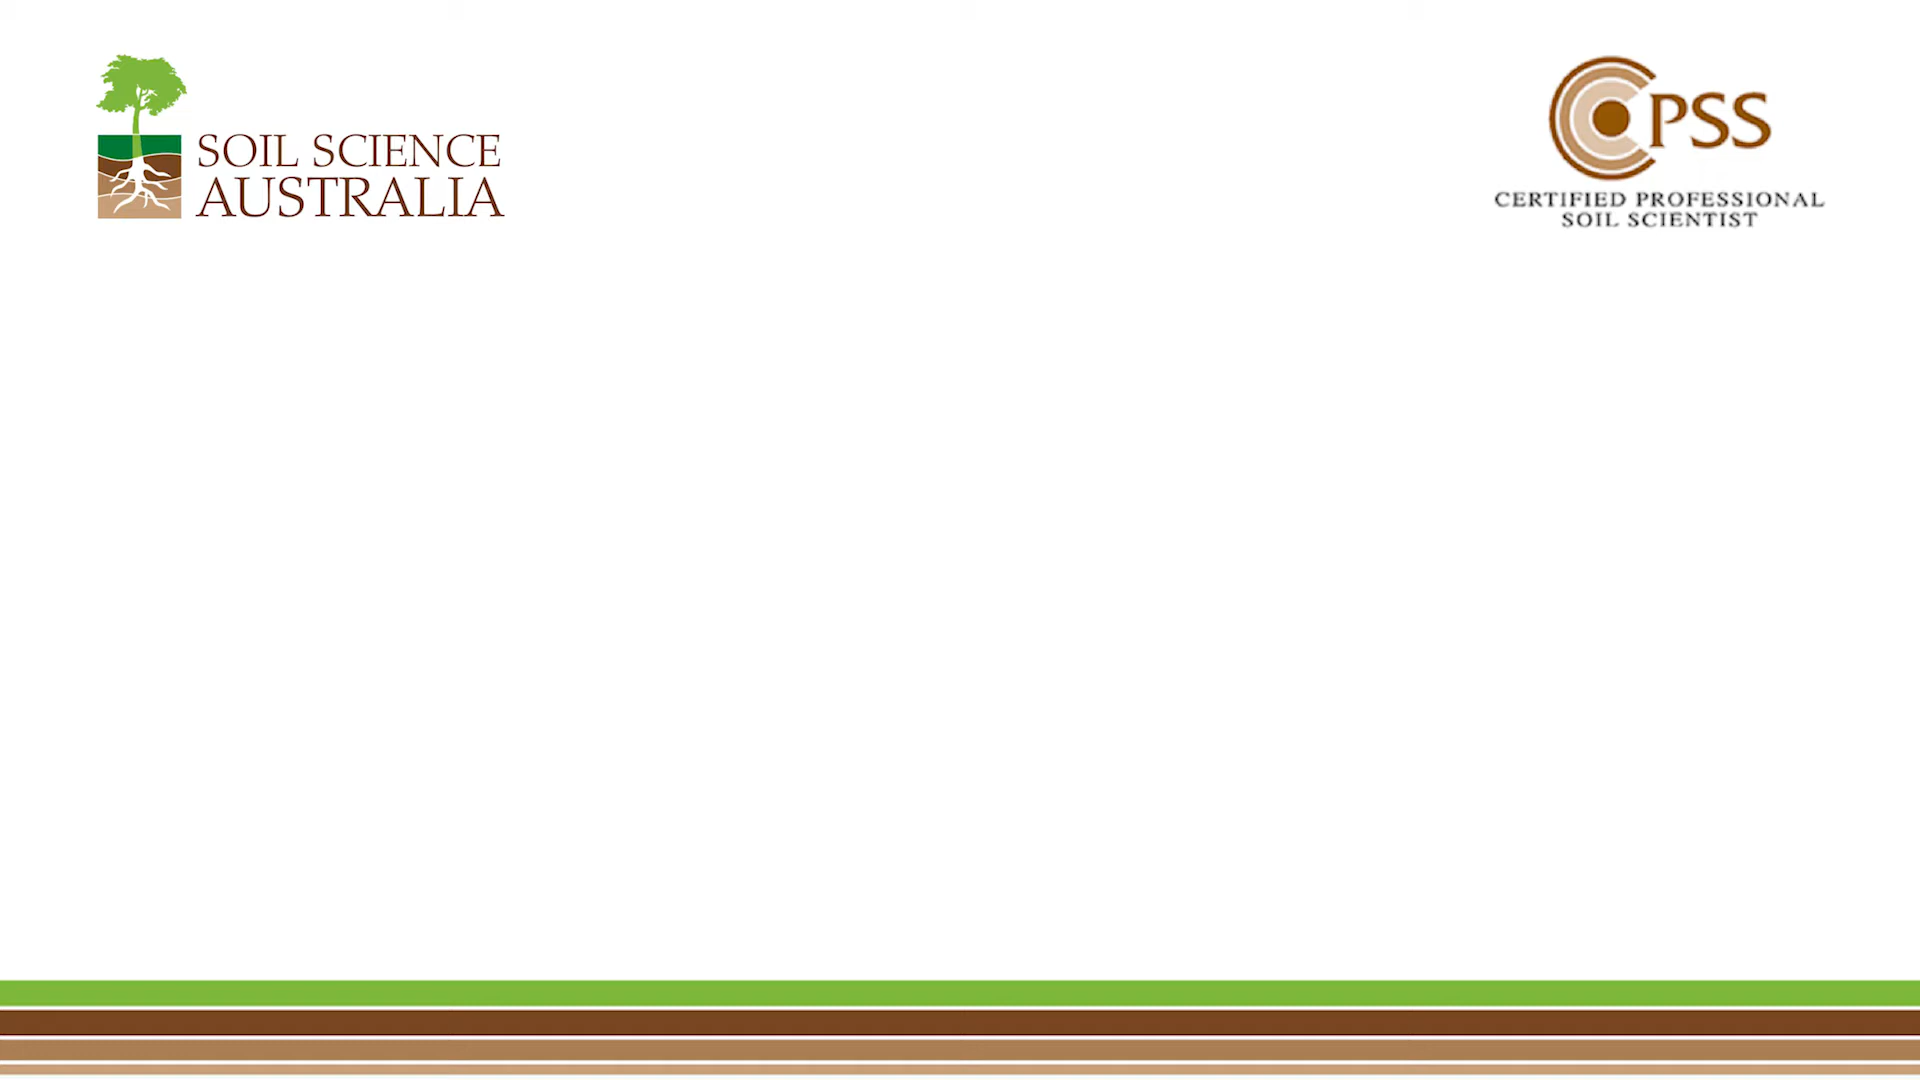 SOIL SCIENCE
AUSTRALIA
CPSS
CERTIFIED PROFESSIONAL
SOIL SCIENTIST